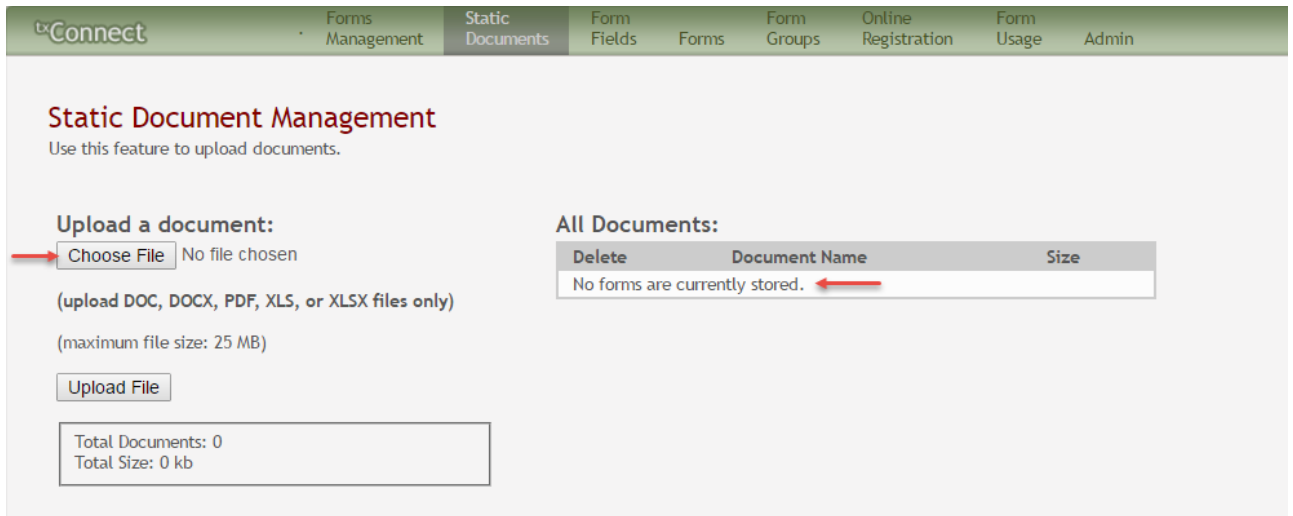 txConnect
Forms Management
Static Documents
Form Fields
Forms
Form Groups
Online Registration
Form Usage
Admin
Static Document Management
Use this feature to upload documents.
Upload a document:
Choose File No file chosen
(upload DOC, DOCX, PDF, XLS, or XLSX files only)
(maximum file size: 25 MB)
Upload File
Total Documents: 0
Total Size: 0 kb
All Documents:
Delete Document Name Size
No forms are currently stored.